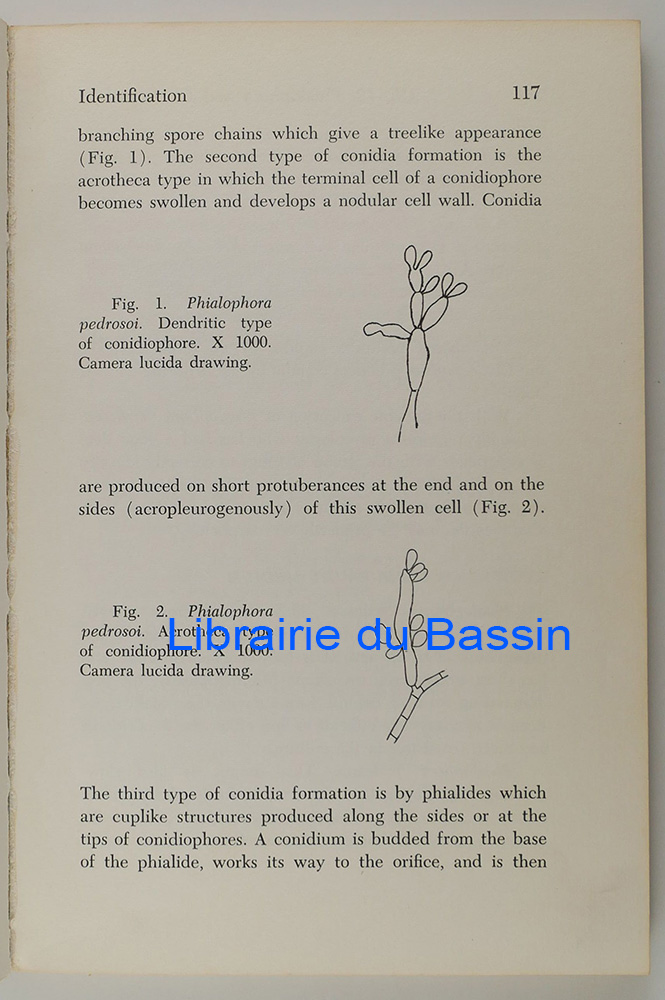 Identification 117
branching spore chains which give a treelike appearance
(Fig. 1). The second type of conidia formation is the
acrotheca type in which the terminal cell of a conidiophore
becomes swollen and develops a nodular cell wall. Conidia
Fig. 1. Phialophora
pedrosoi. Dendritic type
of conidiophore. X 1000.
Camera lucida drawing.
are produced on short protuberances at the end and on the
sides (acropleurogenously) of this swollen cell (Fig. 2).
Fig. 2. Phialophora
pedrosoi. Acrotheca type
of conidiophore. X 1000.
Camera lucida drawing.
Librairie du Bassin
The third type of conidia formation is by phialides which
are cuplike structures produced along the sides or at the
tips of conidiophores. A conidium is budded from the base
of the phialide, works its way to the orifice, and is then